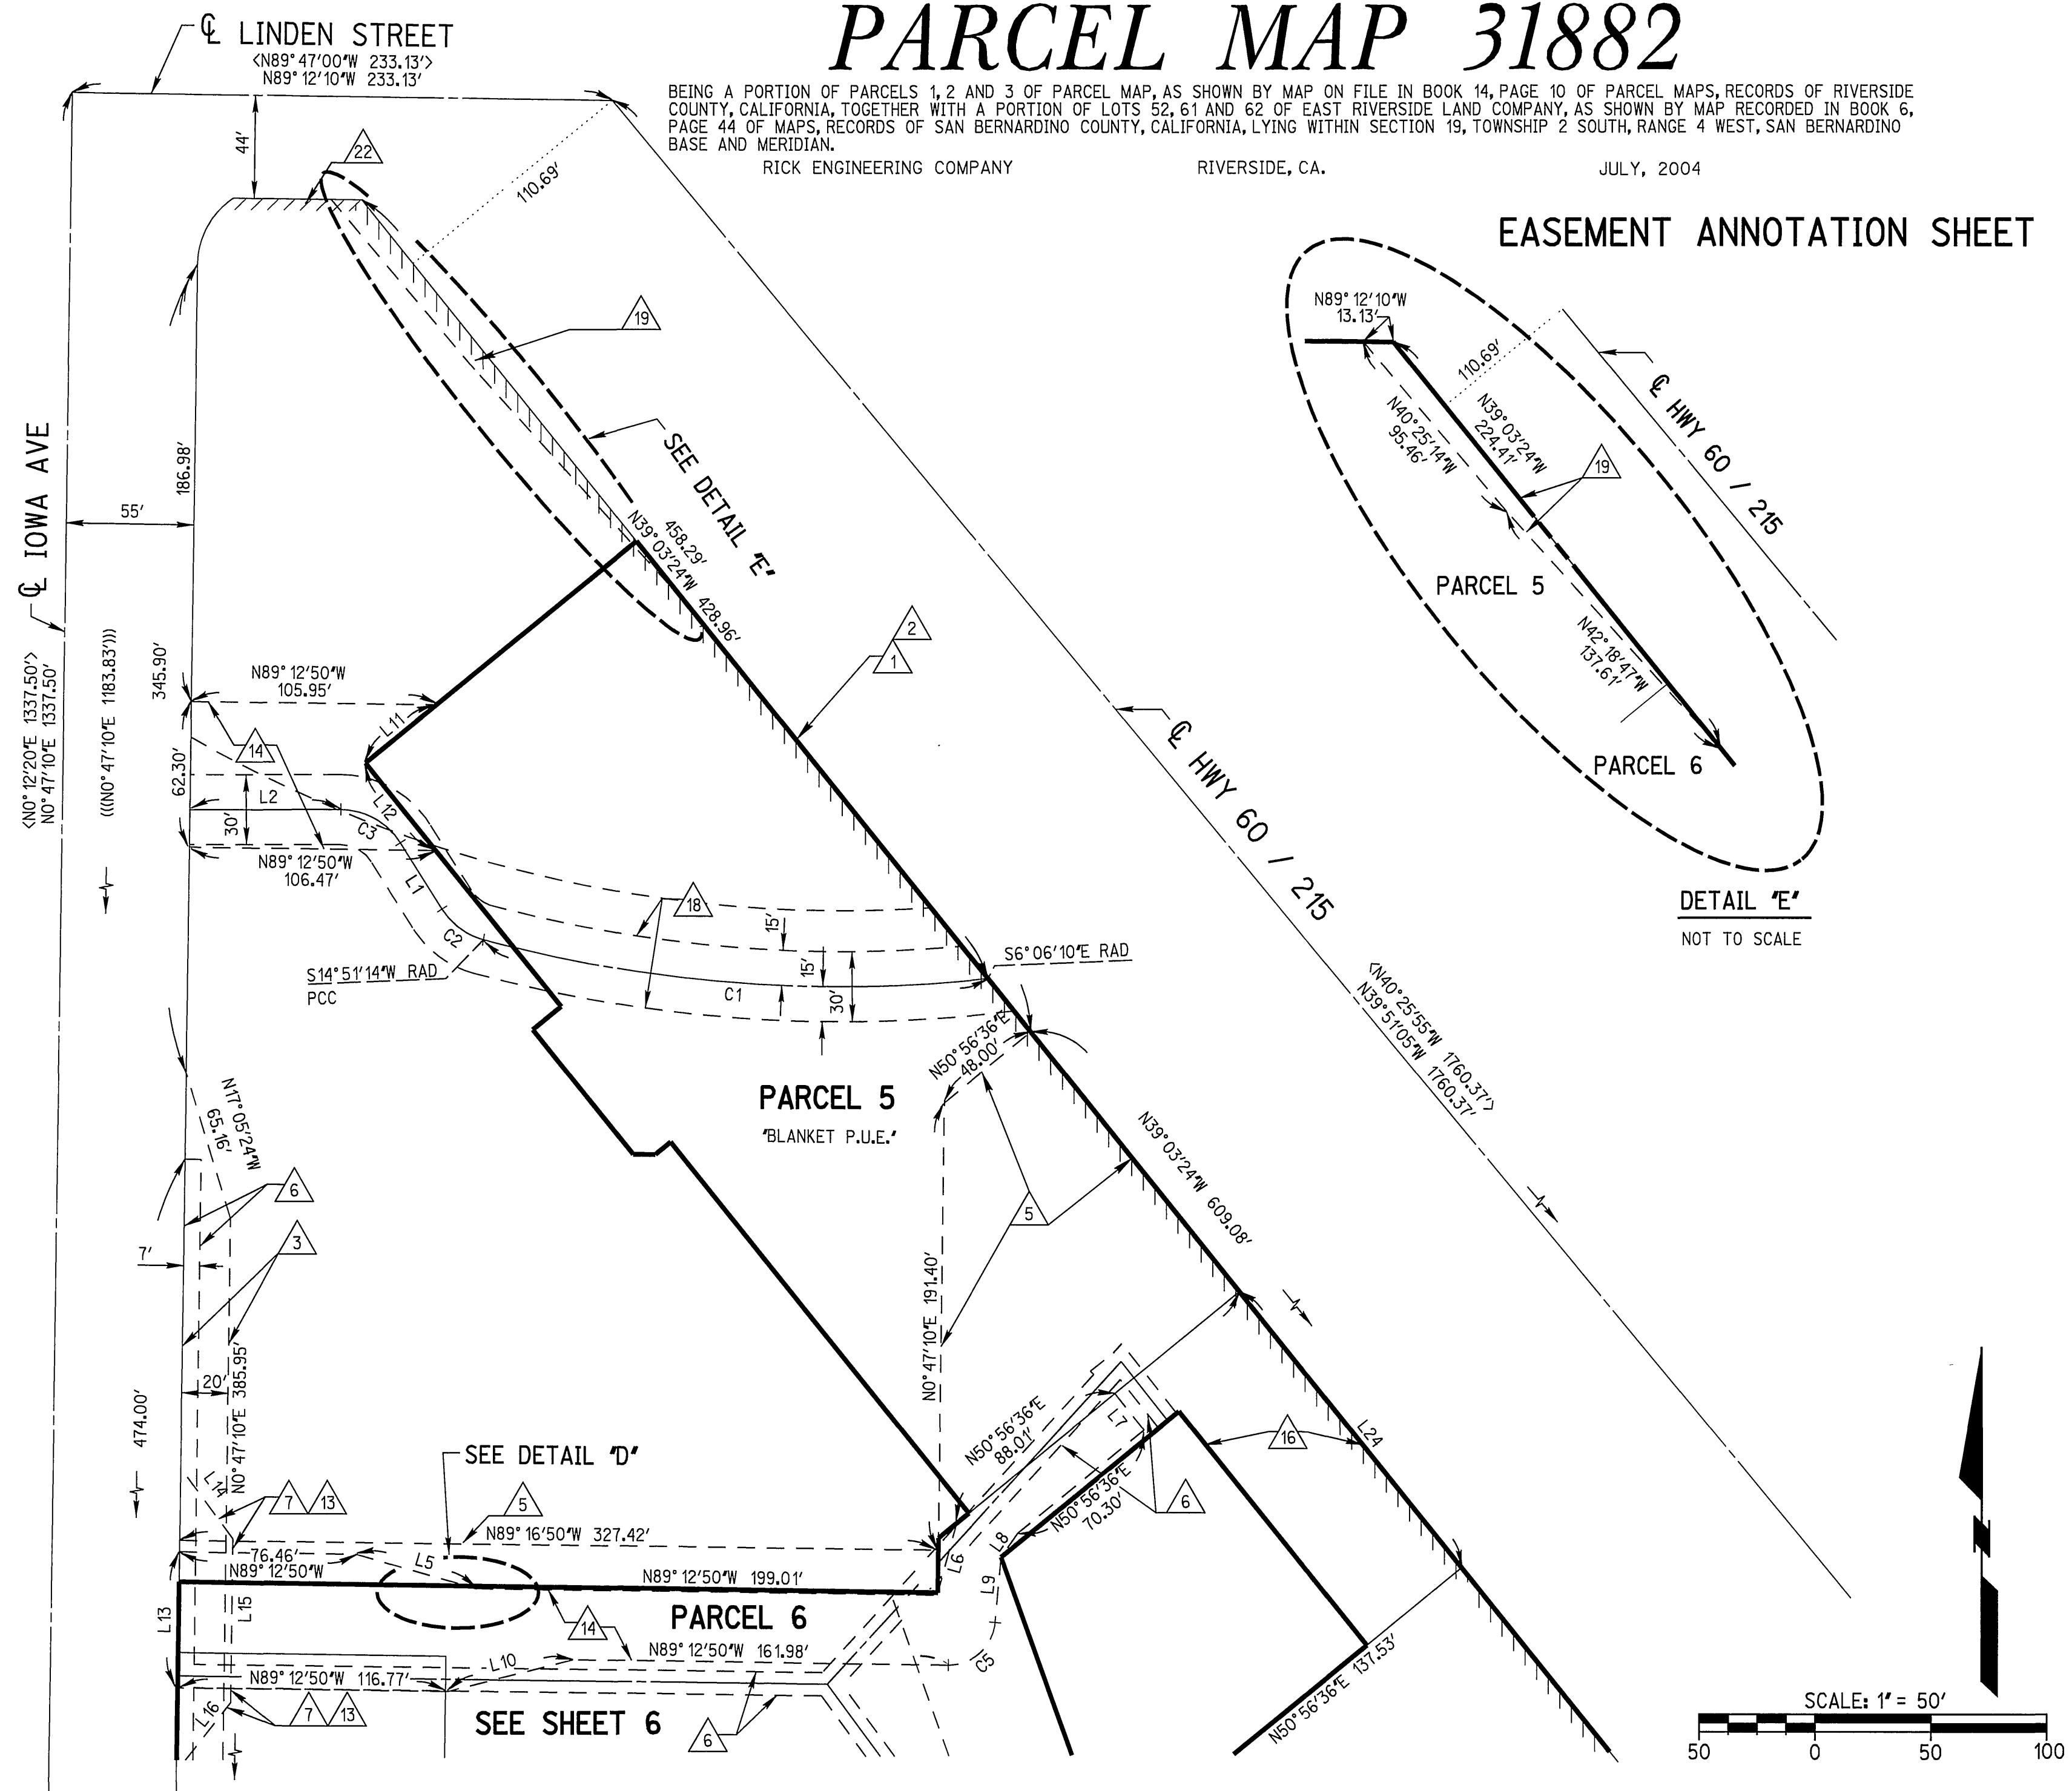 PARCEL MAP 31882
BEING A PORTION OF PARCELS 1, 2 AND 3 OF PARCEL MAP, AS SHOWN BY MAP ON FILE IN BOOK 14, PAGE 10 OF PARCEL MAPS, RECORDS OF RIVERSIDE
COUNTY, CALIFORNIA, TOGETHER WITH A PORTION OF LOTS 52, 61 AND 62 OF EAST RIVERSIDE LAND COMPANY, AS SHOWN BY MAP RECORDED IN BOOK 6,
PAGE 44 OF MAPS, RECORDS OF SAN BERNARDINO COUNTY, CALIFORNIA, LYING WITHIN SECTION 19, TOWNSHIP 2 SOUTH, RANGE 4 WEST, SAN BERNARDINO
BASE AND MERIDIAN.
RICK ENGINEERING COMPANY RIVERSIDE, CA. JULY, 2004
EASEMENT ANNOTATION SHEET
℄ LINDEN STREET
<N89°47'00"W 233.13'>
N89°12'10"W 233.13'
44'
22
110.69'
19
SEE DETAIL "E"
℄ IOWA AVE
<N0°12'20"E 1337.50'>
N0°47'10"E 1337.50'
(((N0°47'10"E 1183.83')))
186.98'
55'
345.90'
458.29'
N39°03'24"W 428.96'
2
1
N89°12'50"W
105.95'
L11
14
62.30'
L2
30'
L12
C3
N89°12'50"W
106.47'
L1
C2
18
15'
15'
30'
C1
S14°51'14"W RAD
PCC
S6°06'10"E RAD
℄ HWY 60 / 215
<N40°25'55"W 1760.37'>
N39°51'05"W 1760.37'
N50°56'36"E
48.00'
PARCEL 5
"BLANKET P.U.E."
N17°05'24"W
65.16'
6
3
7'
5
N39°03'24"W 609.08'
N0°47'10"E 191.40'
20'
N0°47'10"E 385.95'
474.00'
L14
7
13
SEE DETAIL "D"
5
N89°16'50"W 327.42'
76.46'
N89°12'50"W
L5
N89°12'50"W 199.01'
N50°56'36"E
88.01'
L7
N50°56'36"E
70.30'
6
16
L24
L6
L8
L9
L13
L15
PARCEL 6
14
N89°12'50"W 161.98'
L10
N89°12'50"W 116.77'
C5
L16
7
13
SEE SHEET 6
6
N50°56'36"E 137.53'
N89°12'10"W
13.13'
110.69'
℄ HWY 60 / 215
N40°25'14"W
95.46'
N39°03'24"W
224.41'
19
PARCEL 5
N42°18'47"W
137.61'
PARCEL 6
DETAIL "E"
NOT TO SCALE
N
SCALE: 1" = 50'
50 0 50 100